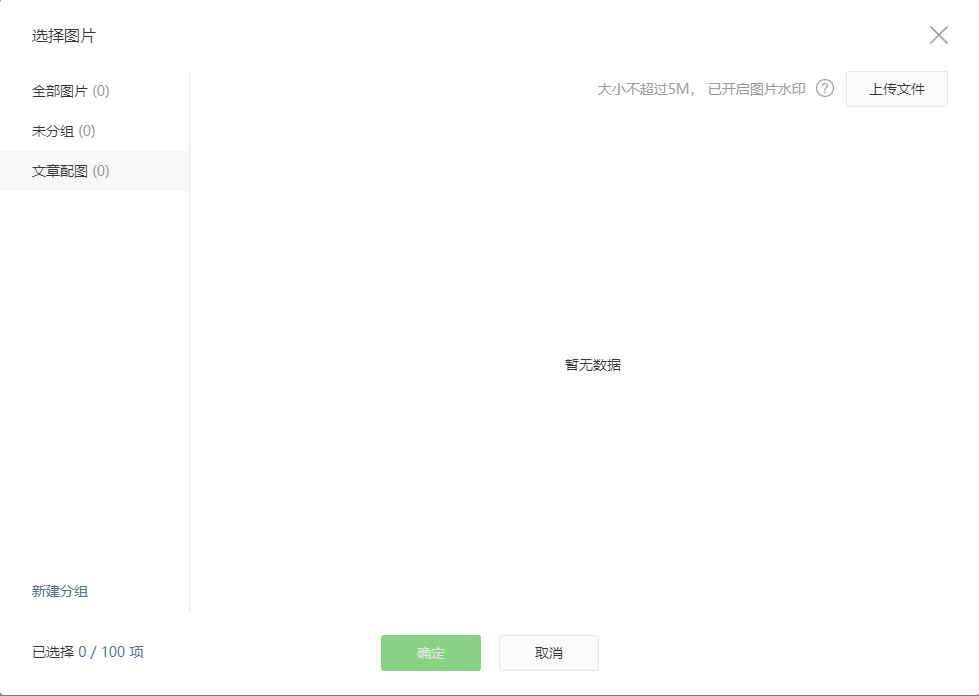 选择图片
全部图片 (0)
未分组 (0)
文章配图 (0)
大小不超过5M， 已开启图片水印 ?
上传文件
暂无数据
新建分组
已选择 0 / 100 项
确定
取消